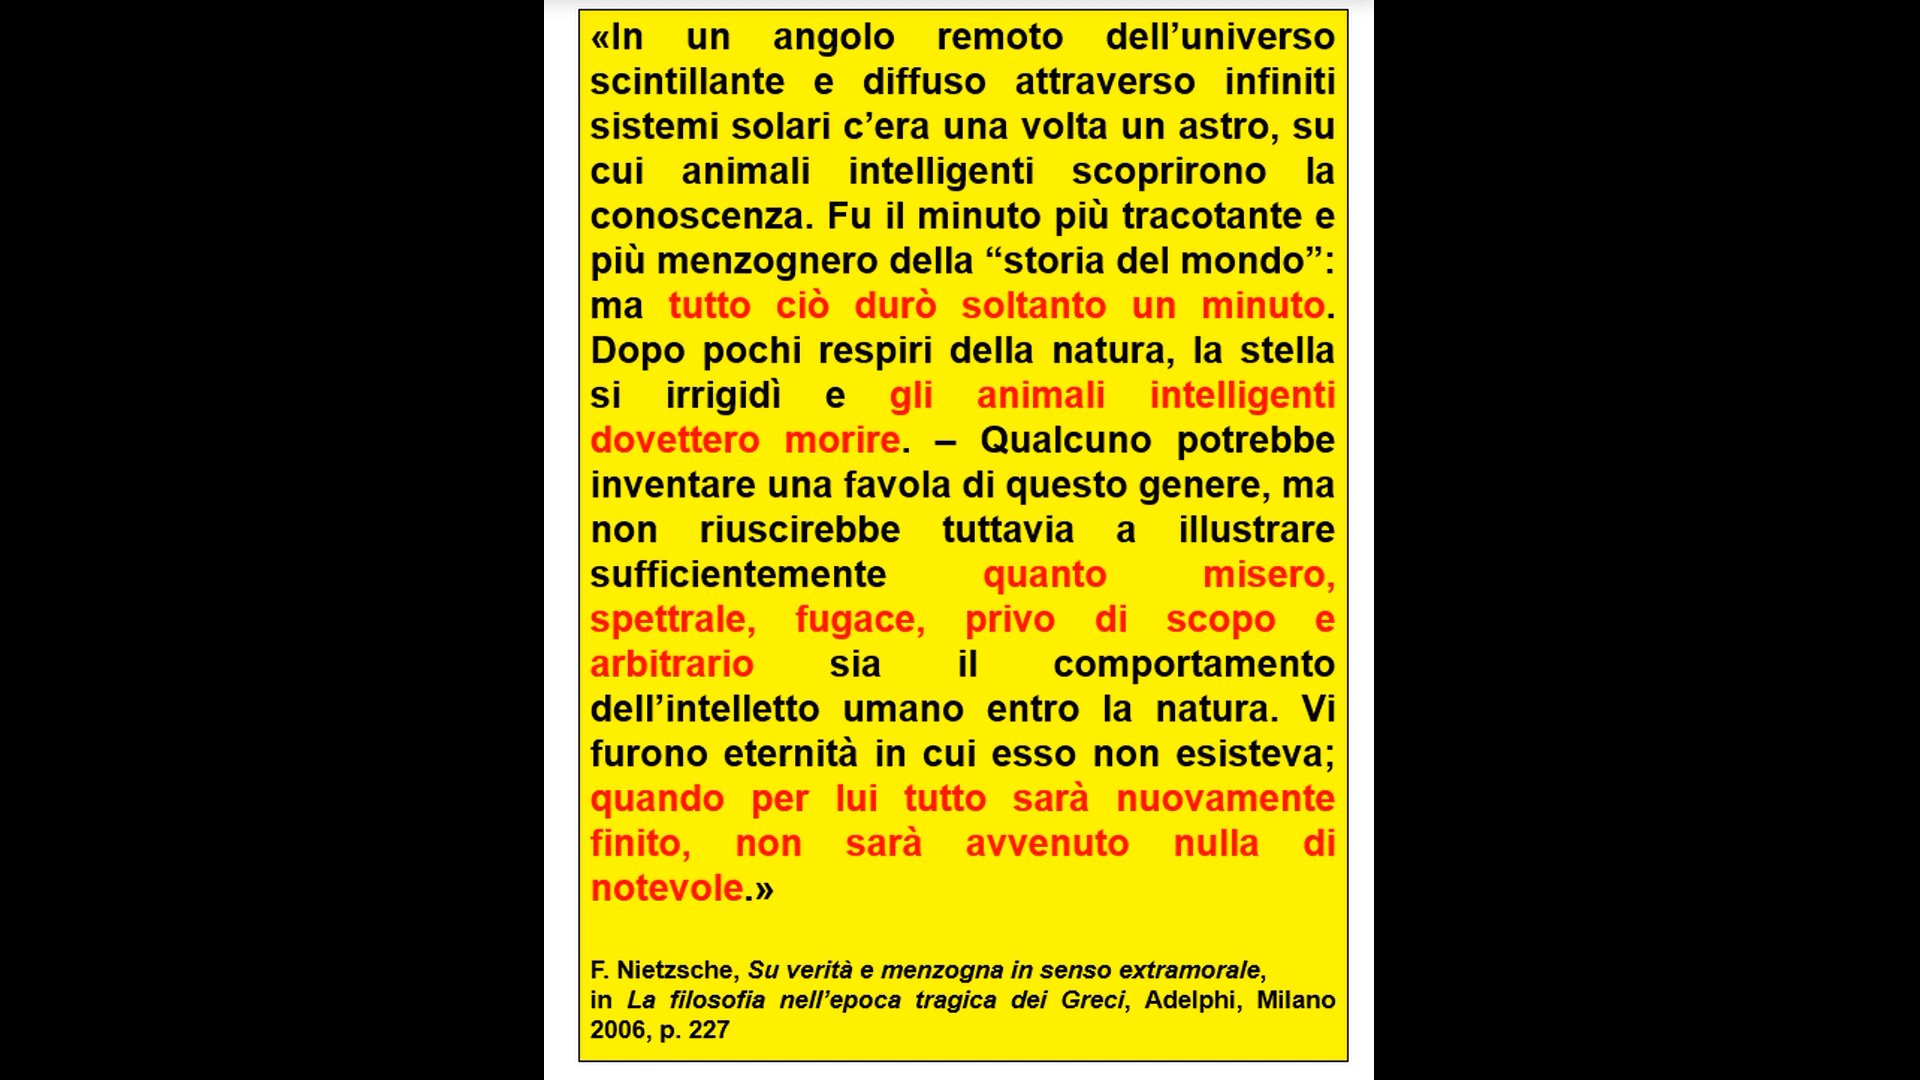 «In un angolo remoto dell’universo
scintillante e diffuso attraverso infiniti
sistemi solari c’era una volta un astro, su
cui animali intelligenti scoprirono la
conoscenza. Fu il minuto più tracotante e
più menzognero della “storia del mondo”:
ma tutto ciò durò soltanto un minuto.
Dopo pochi respiri della natura, la stella
si irrigidì e gli animali intelligenti
dovettero morire. – Qualcuno potrebbe
inventare una favola di questo genere, ma
non riuscirebbe tuttavia a illustrare
sufficientemente quanto misero,
spettrale, fugace, privo di scopo e
arbitrario sia il comportamento
dell’intelletto umano entro la natura. Vi
furono eternità in cui esso non esisteva;
quando per lui tutto sarà nuovamente
finito, non sarà avvenuto nulla di
notevole.»
F. Nietzsche, Su verità e menzogna in senso extramorale,
in La filosofia nell’epoca tragica dei Greci, Adelphi, Milano
2006, p. 227